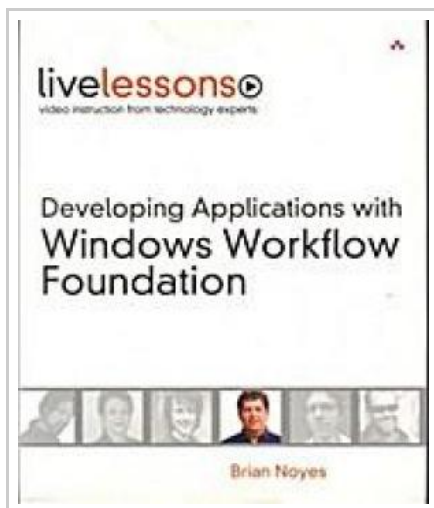 livelessons
video instruction from technology experts
Developing Applications with
Windows Workflow
Foundation
Brian Noyes